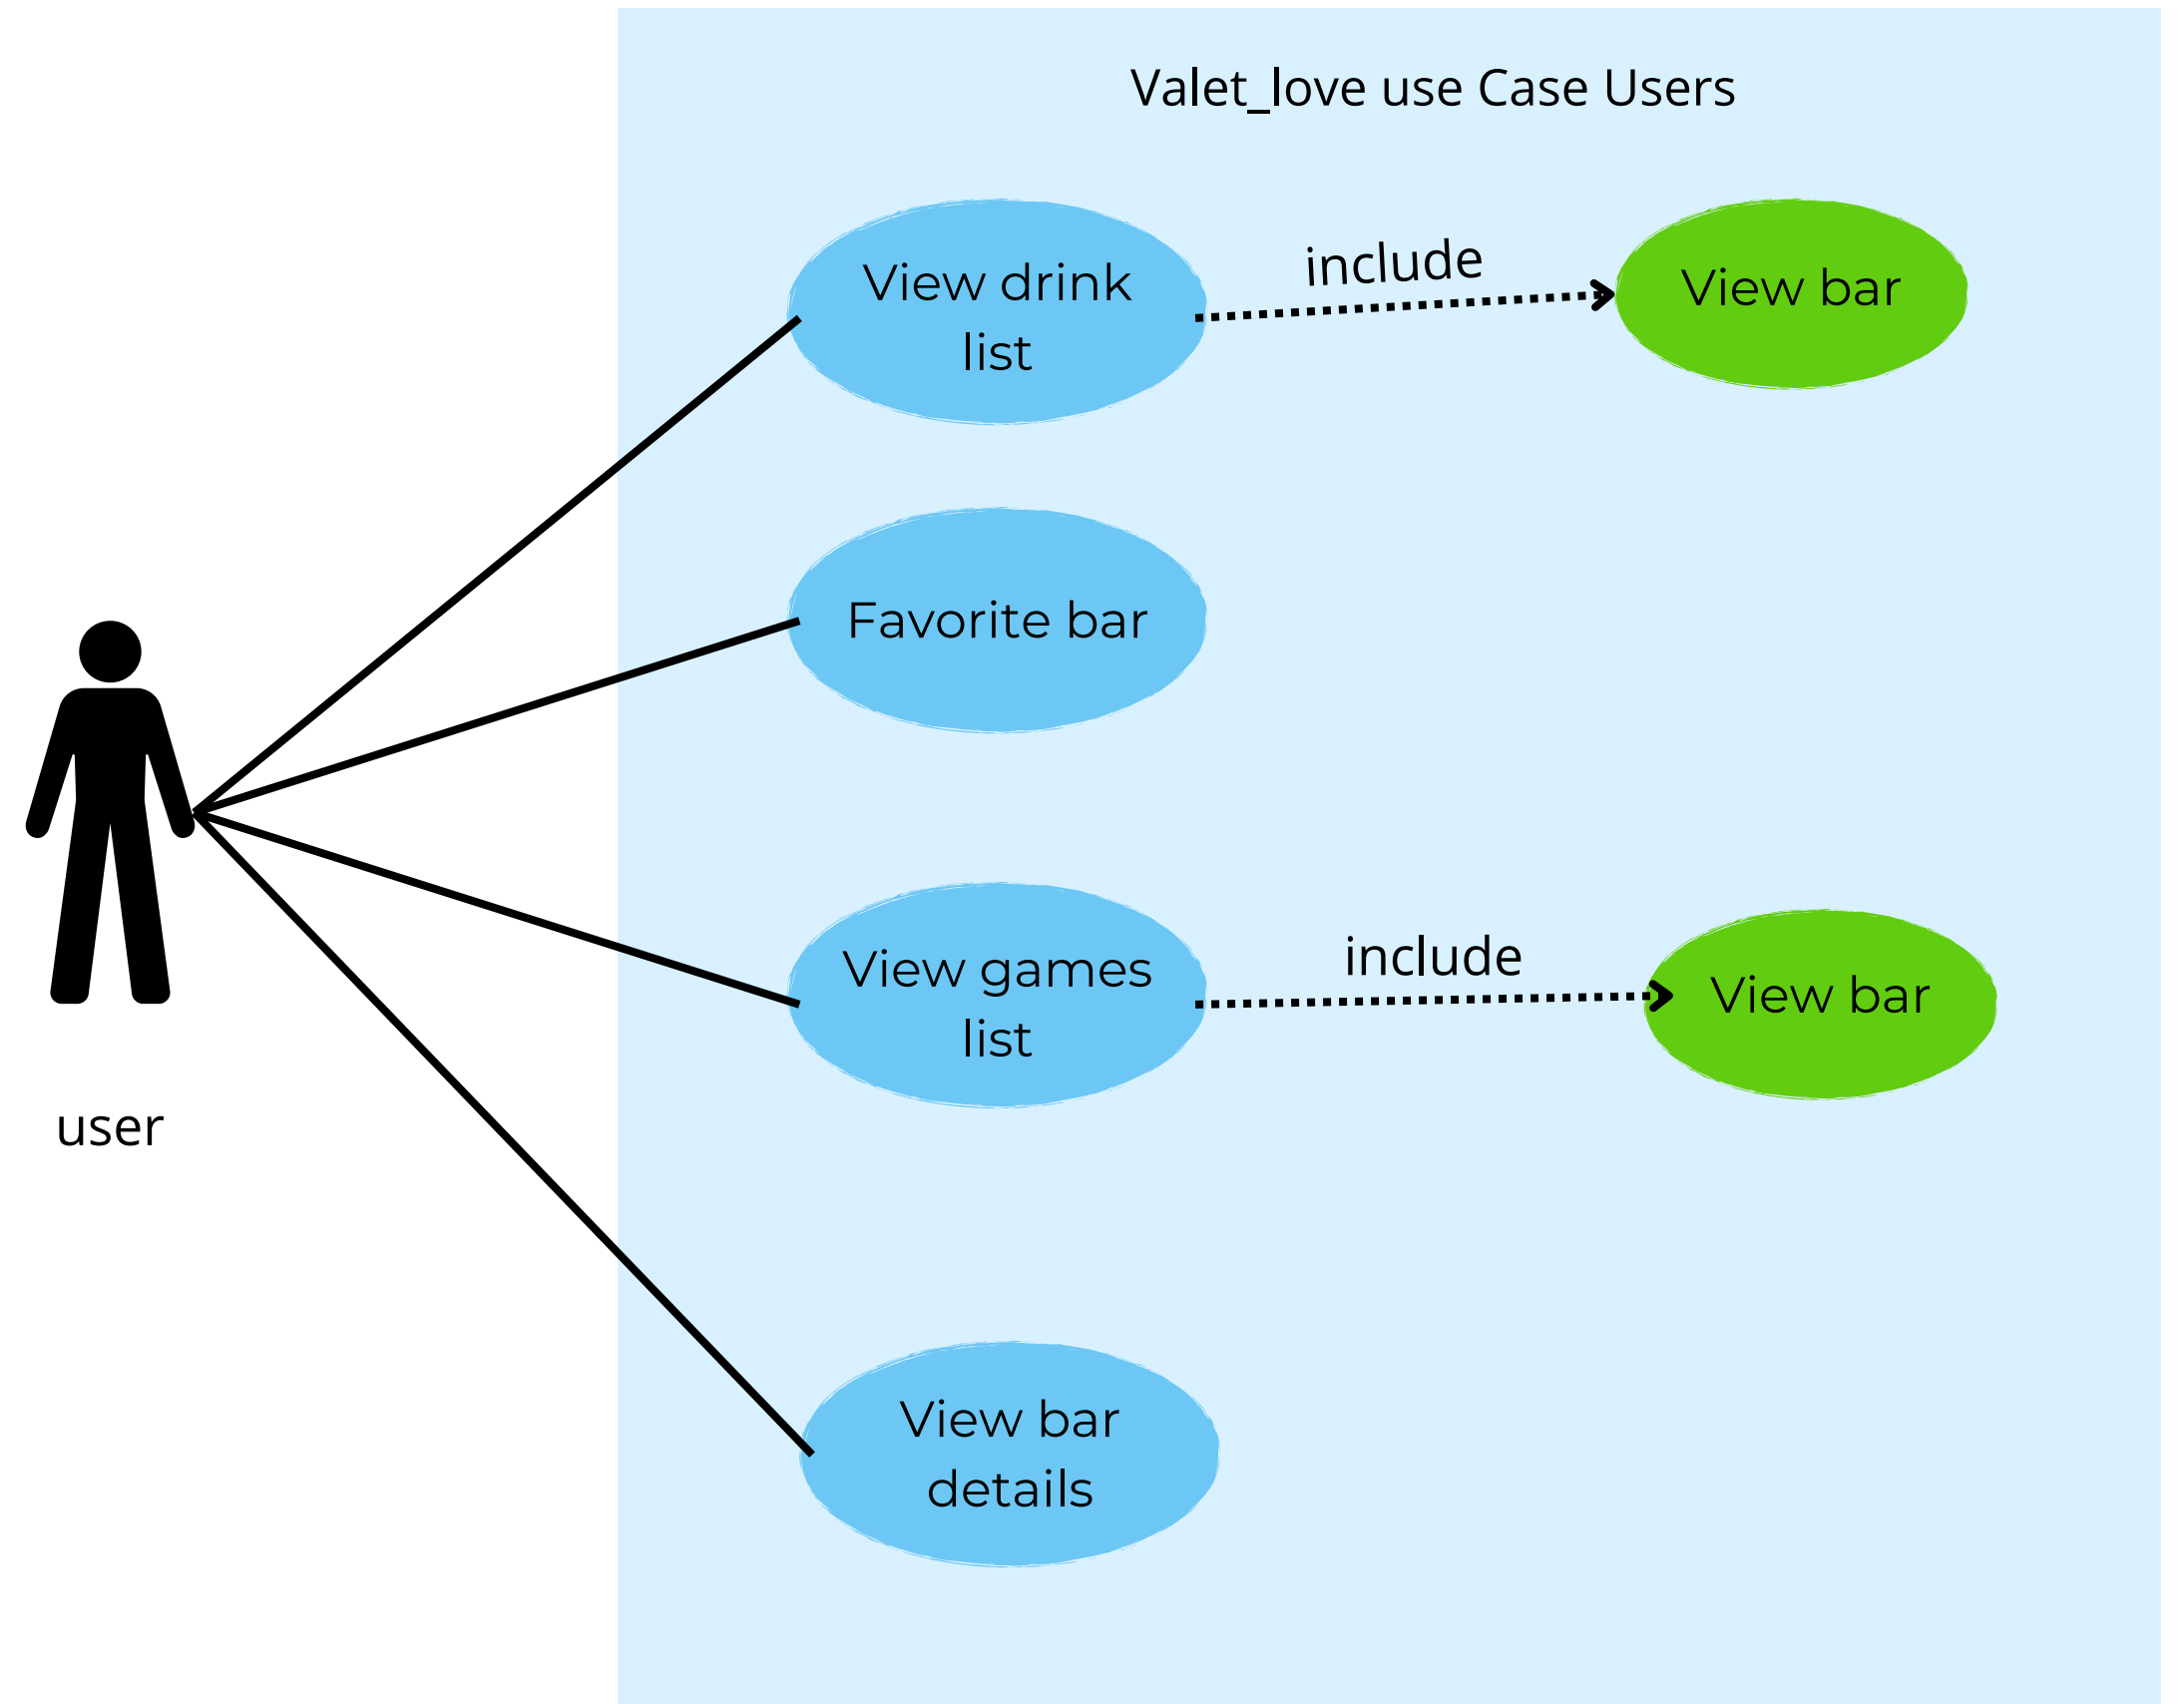 Valet_love use Case Users
View drink
list
include
View bar
Favorite bar
View games
list
include
View bar
user
View bar
details